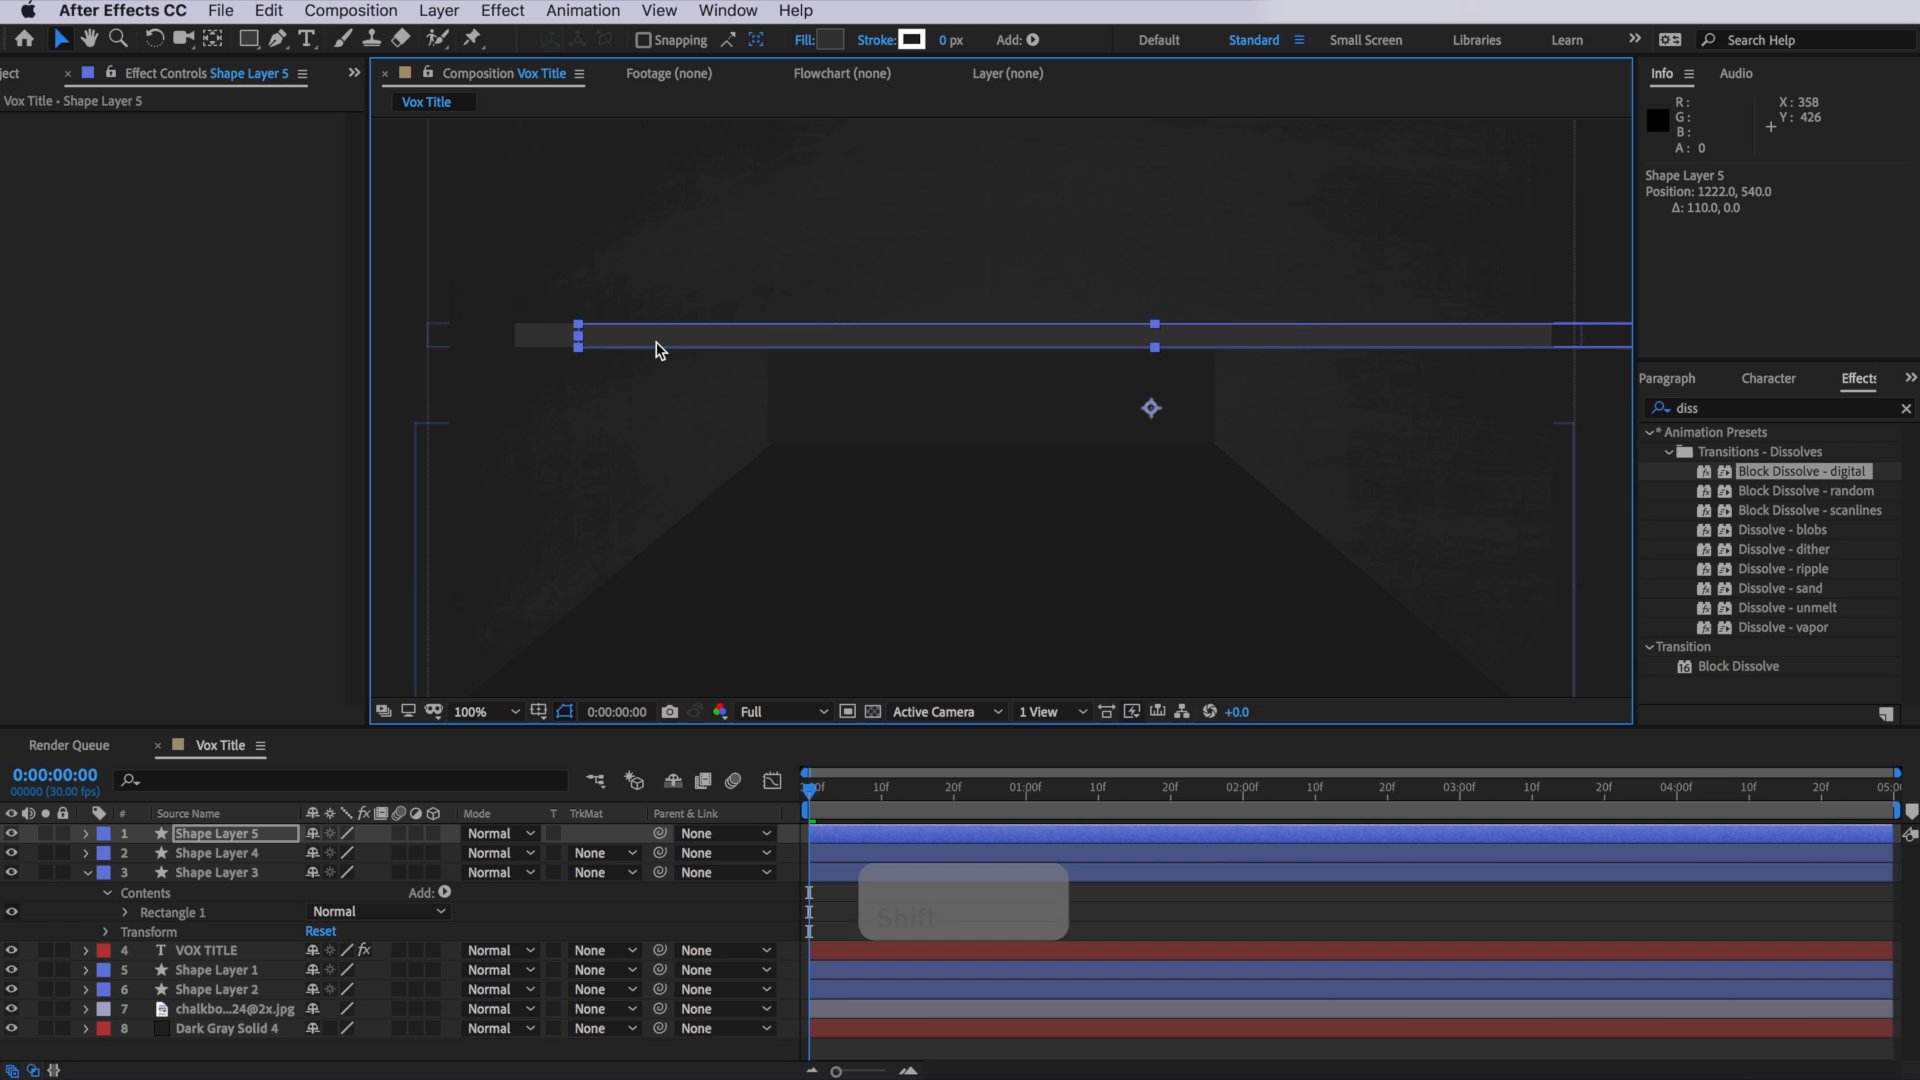 After Effects CC File Edit Composition Layer Effect Animation View Window Help
Snapping Fill: Stroke: 0 px Add: Default Standard Small Screen Libraries Learn Search Help
ject Effect Controls Shape Layer 5 Composition Vox Title Footage (none) Flowchart (none) Layer (none) Info Audio
Vox Title • Shape Layer 5 Vox Title
R: X: 358
G: Y: 426
B:
A: 0
Shape Layer 5
Position: 1222.0, 540.0
Δ: 110.0, 0.0
Paragraph Character Effects
diss
* Animation Presets
Transitions - Dissolves
Block Dissolve - digital
Block Dissolve - random
Block Dissolve - scanlines
Dissolve - blobs
Dissolve - dither
Dissolve - ripple
Dissolve - sand
Dissolve - unmelt
Dissolve - vapor
Transition
16 Block Dissolve
100% 0:00:00:00 Full Active Camera 1 View +0.0
Render Queue Vox Title
0:00:00:00
00000 (30.00 fps)
:00f 10f 20f 01:00f 10f 20f 02:00f 10f 20f 03:00f 10f 20f 04:00f 10f 20f 05:00
# Source Name fx Mode T TrkMat Parent & Link
1 Shape Layer 5 Normal None
2 Shape Layer 4 Normal None None
3 Shape Layer 3 Normal None None
Contents Add:
Rectangle 1 Normal
Transform Reset
Shift
4 T VOX TITLE fx Normal None None
5 Shape Layer 1 Normal None None
6 Shape Layer 2 Normal None None
7 chalkbo...24@2x.jpg Normal None None
8 Dark Gray Solid 4 Normal None None